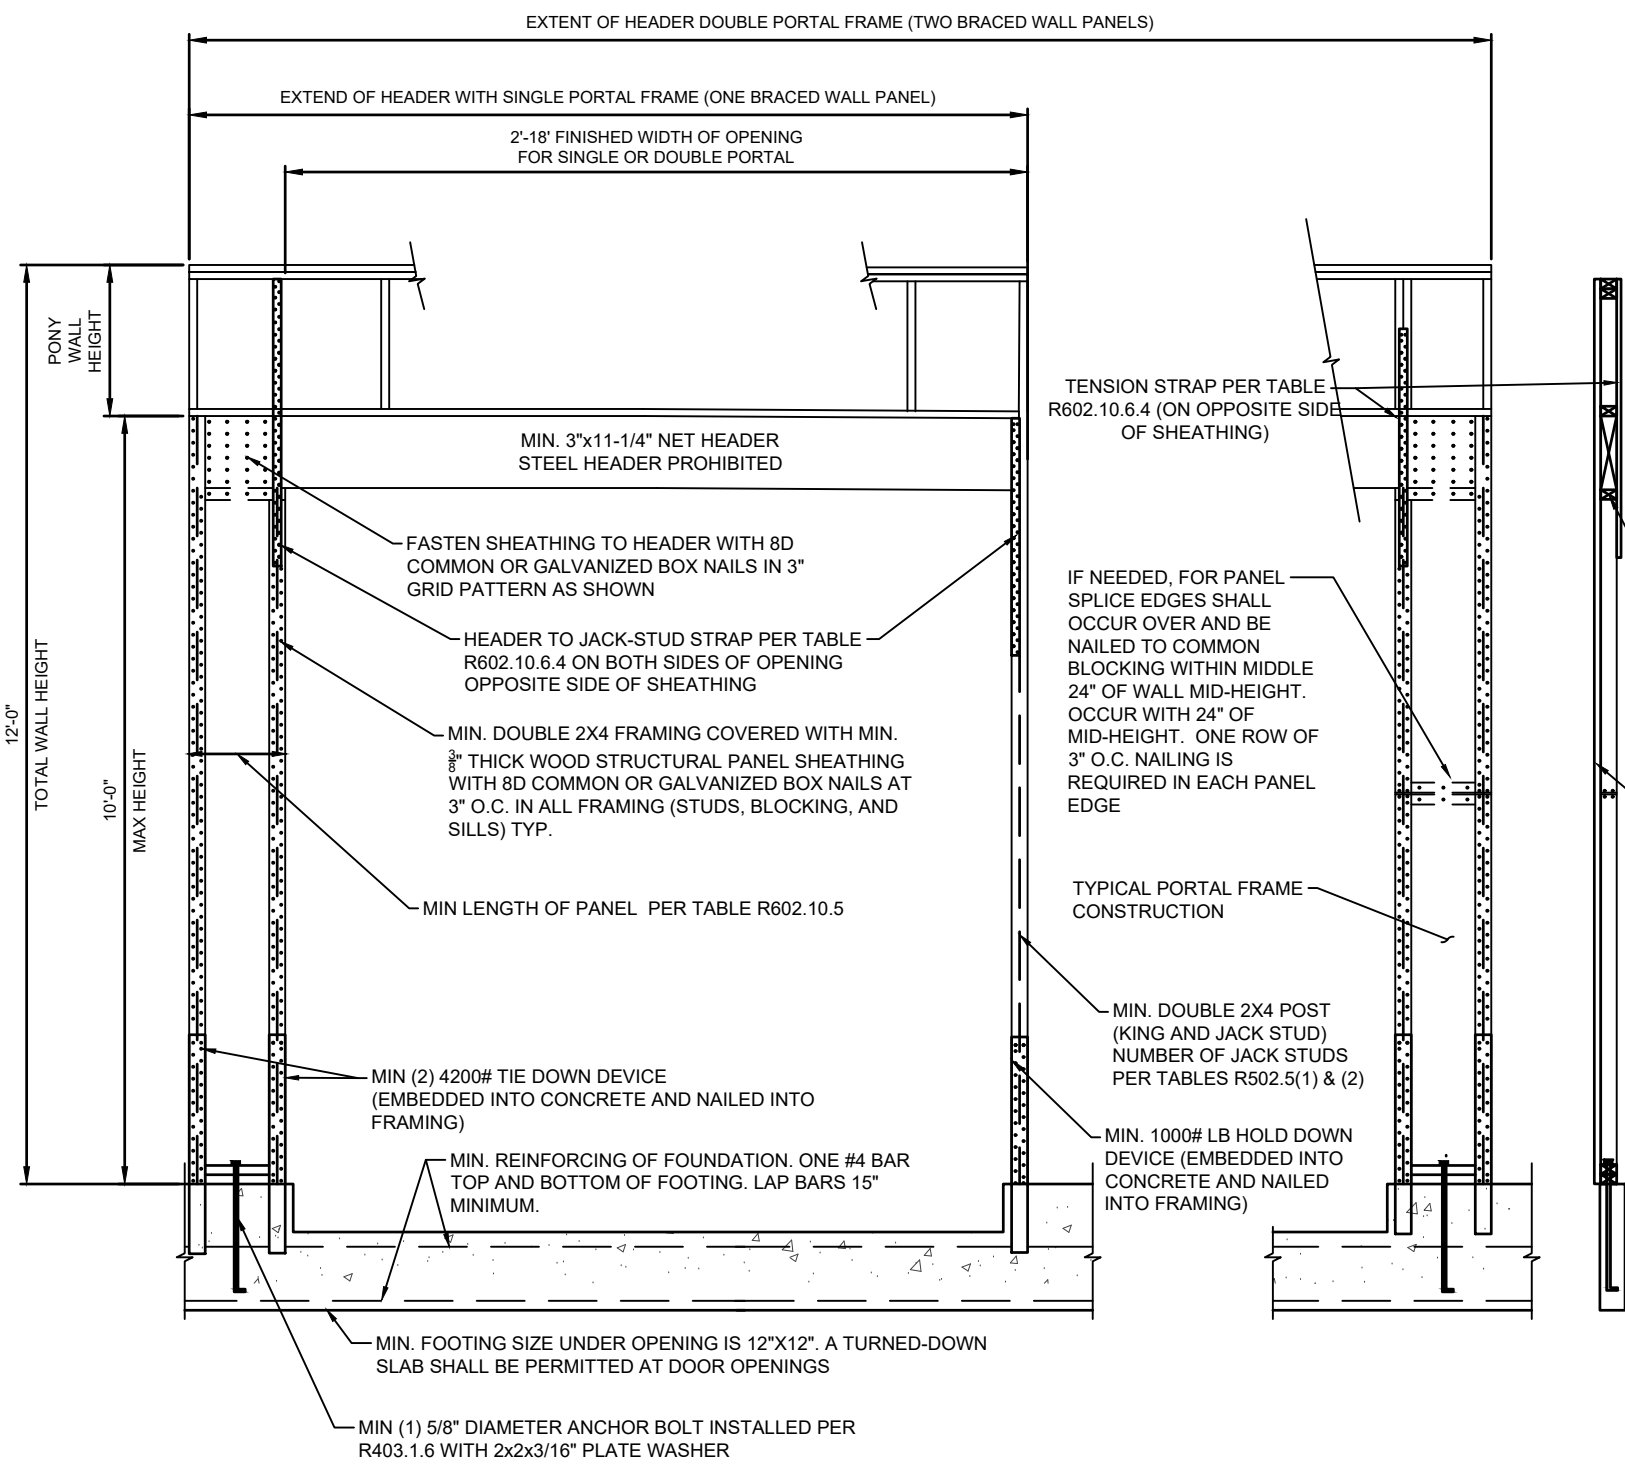 EXTENT OF HEADER DOUBLE PORTAL FRAME (TWO BRACED WALL PANELS)
EXTEND OF HEADER WITH SINGLE PORTAL FRAME (ONE BRACED WALL PANEL)
2'-18' FINISHED WIDTH OF OPENING
FOR SINGLE OR DOUBLE PORTAL
PONY
WALL
HEIGHT
12'-0"
TOTAL WALL HEIGHT
10'-0"
MAX HEIGHT
MIN. 3"x11-1/4" NET HEADER
STEEL HEADER PROHIBITED
TENSION STRAP PER TABLE
R602.10.6.4 (ON OPPOSITE SIDE
OF SHEATHING)
FASTEN SHEATHING TO HEADER WITH 8D
COMMON OR GALVANIZED BOX NAILS IN 3"
GRID PATTERN AS SHOWN
HEADER TO JACK-STUD STRAP PER TABLE
R602.10.6.4 ON BOTH SIDES OF OPENING
OPPOSITE SIDE OF SHEATHING
MIN. DOUBLE 2X4 FRAMING COVERED WITH MIN.
3/8" THICK WOOD STRUCTURAL PANEL SHEATHING
WITH 8D COMMON OR GALVANIZED BOX NAILS AT
3" O.C. IN ALL FRAMING (STUDS, BLOCKING, AND
SILLS) TYP.
IF NEEDED, FOR PANEL
SPLICE EDGES SHALL
OCCUR OVER AND BE
NAILED TO COMMON
BLOCKING WITHIN MIDDLE
24" OF WALL MID-HEIGHT.
OCCUR WITH 24" OF
MID-HEIGHT. ONE ROW OF
3" O.C. NAILING IS
REQUIRED IN EACH PANEL
EDGE
MIN LENGTH OF PANEL PER TABLE R602.10.5
TYPICAL PORTAL FRAME
CONSTRUCTION
MIN. DOUBLE 2X4 POST
(KING AND JACK STUD)
NUMBER OF JACK STUDS
PER TABLES R502.5(1) & (2)
MIN (2) 4200# TIE DOWN DEVICE
(EMBEDDED INTO CONCRETE AND NAILED INTO
FRAMING)
MIN. 1000# LB HOLD DOWN
DEVICE (EMBEDDED INTO
CONCRETE AND NAILED
INTO FRAMING)
MIN. REINFORCING OF FOUNDATION. ONE #4 BAR
TOP AND BOTTOM OF FOOTING. LAP BARS 15"
MINIMUM.
MIN. FOOTING SIZE UNDER OPENING IS 12"X12". A TURNED-DOWN
SLAB SHALL BE PERMITTED AT DOOR OPENINGS
MIN (1) 5/8" DIAMETER ANCHOR BOLT INSTALLED PER
R403.1.6 WITH 2x2x3/16" PLATE WASHER